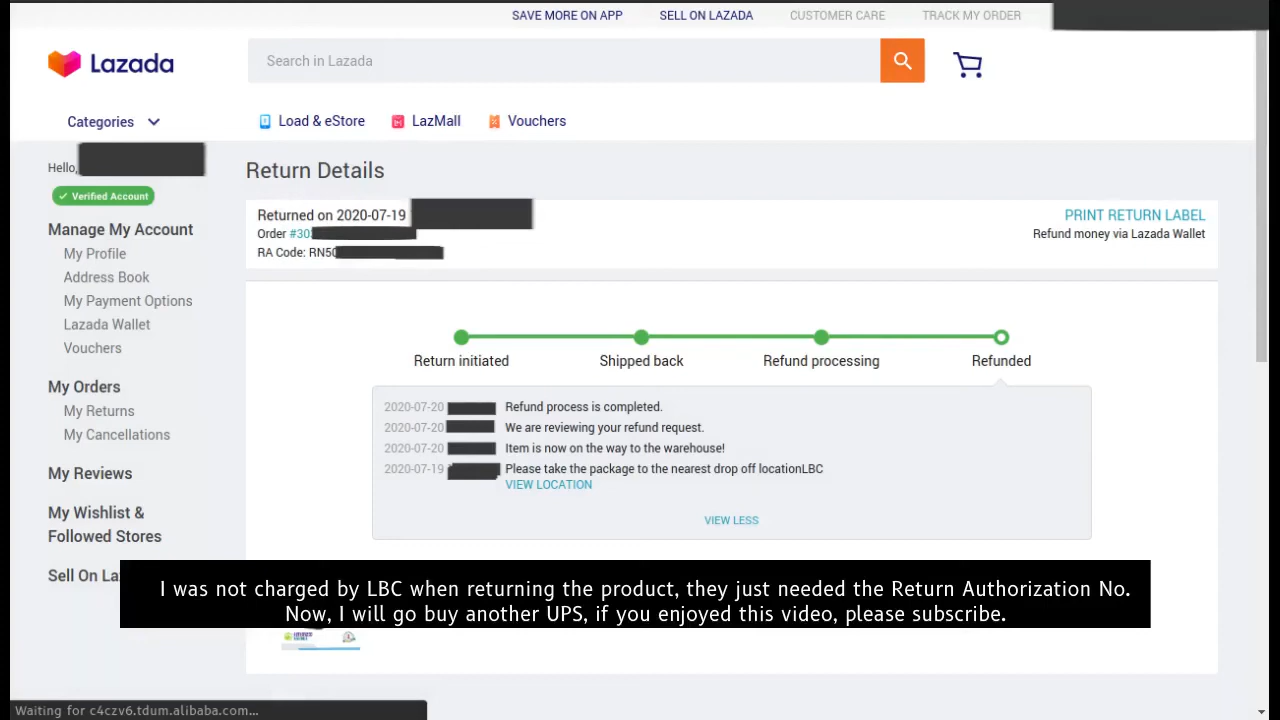 SAVE MORE ON APP SELL ON LAZADA CUSTOMER CARE TRACK MY ORDER
Lazada
Search in Lazada
Categories
Load & eStore LazMall Vouchers
Hello,
Verified Account
Manage My Account
My Profile
Address Book
My Payment Options
Lazada Wallet
Vouchers
My Orders
My Returns
My Cancellations
My Reviews
My Wishlist &
Followed Stores
Sell On La
Return Details
Returned on 2020-07-19
PRINT RETURN LABEL
Order #30
Refund money via Lazada Wallet
RA Code: RN50
Return initiated Shipped back Refund processing Refunded
2020-07-20 Refund process is completed.
2020-07-20 We are reviewing your refund request.
2020-07-20 Item is now on the way to the warehouse!
2020-07-19 Please take the package to the nearest drop off locationLBC
VIEW LOCATION
VIEW LESS
I was not charged by LBC when returning the product, they just needed the Return Authorization No.
Now, I will go buy another UPS, if you enjoyed this video, please subscribe.
Waiting for c4czv6.tdum.alibaba.com...